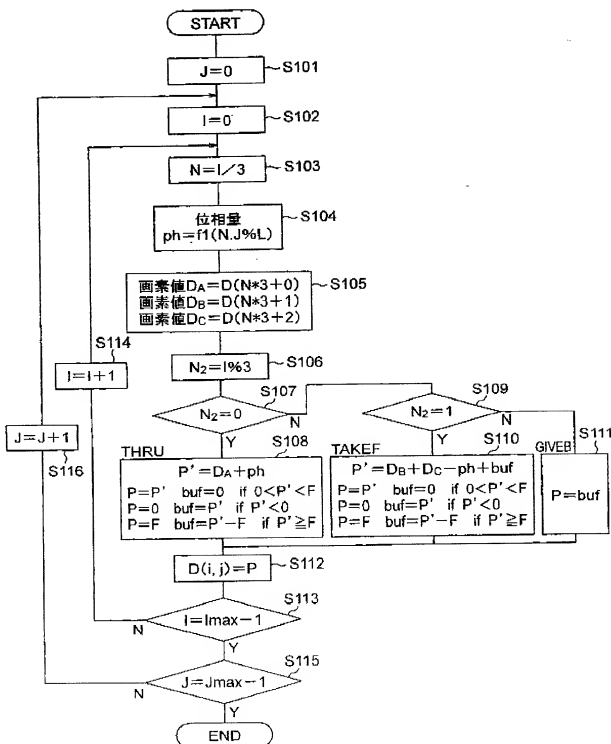 START
J=0
S101
I=0
S102
N=I/3
S103
位相量
ph=f1(N.J%L)
S104
画素値DA=D(N*3+0)
画素値DB=D(N*3+1)
画素値DC=D(N*3+2)
S105
S114
I=I+1
N2=I%3
S106
S107
N2=0
N
Y
S109
N2=1
N
Y
J=J+1
S116
THRU
S108
P'=DA+ph
P=P' buf=0 if 0<P'<F
P=0 buf=P' if P'<0
P=F buf=P'-F if P'≧F
TAKEF
S110
P'=DB+DC-ph+buf
P=P' buf=0 if 0<P'<F
P=0 buf=P' if P'<0
P=F buf=P'-F if P'≧F
GIVEB
S111
P=buf
D(i,j)=P
S112
S113
I=Imax-1
N
Y
S115
J=Jmax-1
N
Y
END